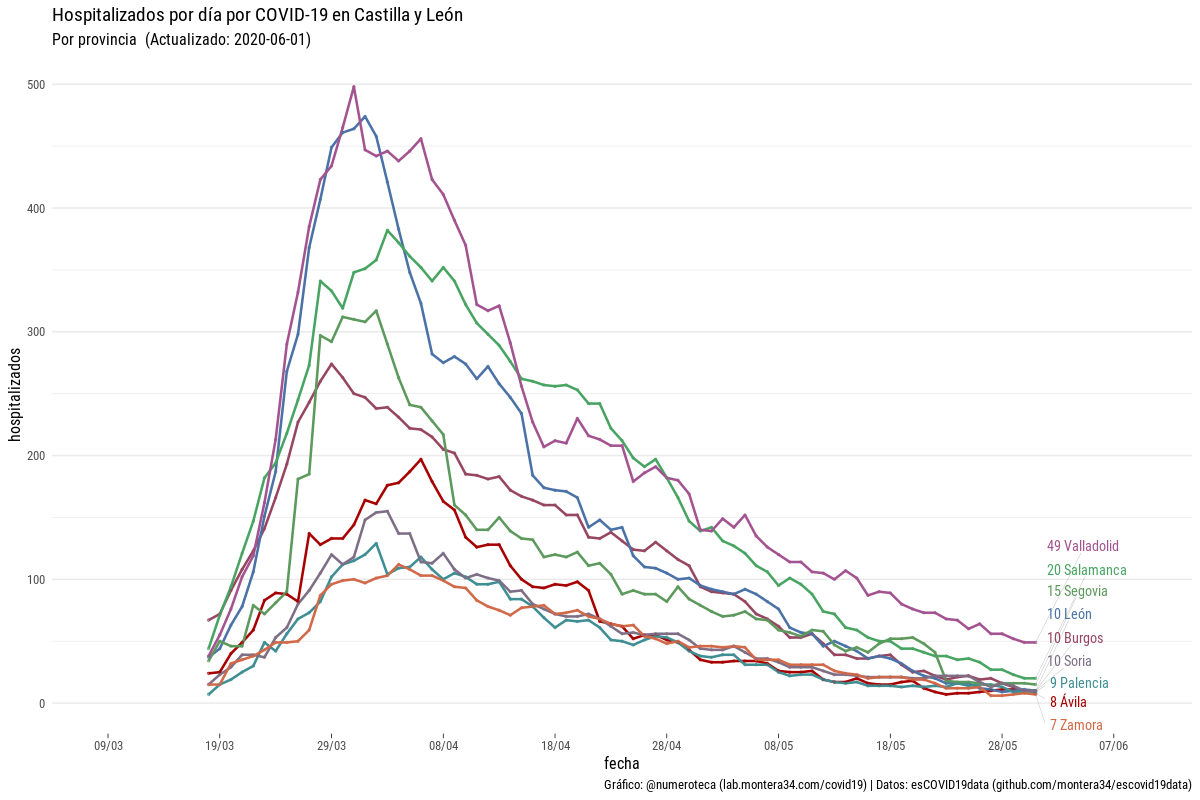 Hospitalizados por día por COVID-19 en Castilla y León
Por provincia (Actualizado: 2020-06-01)
500
400
300
200
100
0
hospitalizados
49 Valladolid
20 Salamanca
15 Segovia
10 León
10 Burgos
10 Soria
9 Palencia
8 Ávila
7 Zamora
09/03
19/03
29/03
08/04
18/04
28/04
08/05
18/05
28/05
07/06
fecha
Gráfico: @numeroteca (lab.montera34.com/covid19) | Datos: esCOVID19data (github.com/montera34/escovid19data)